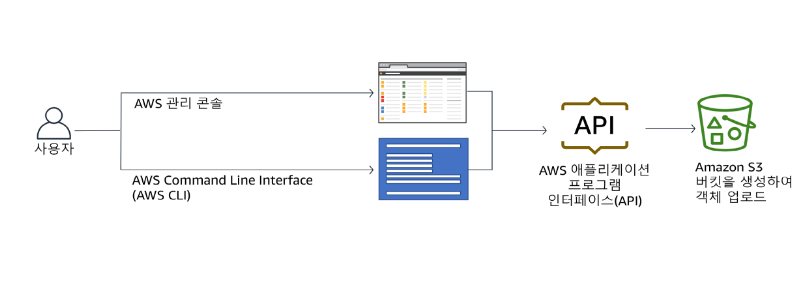 AWS 관리 콘솔
사용자
AWS Command Line Interface
(AWS CLI)
API
AWS 애플리케이션
프로그램
인터페이스(API)
Amazon S3
버킷을 생성하여
객체 업로드